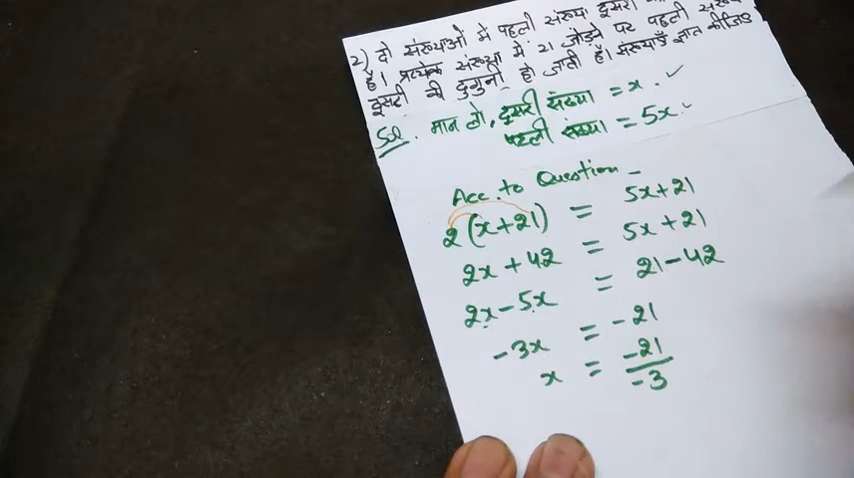 2) दो संख्याओं में पहली संख्या दूसरी
है। प्रत्येक संख्या में 21 जोड़ने पर पहली
दूसरी की दुगुनी हो जाती है। संख्याएँ ज्ञात कीजिए
Sol. मान लो, दूसरी संख्या = x.
पहली संख्या = 5x.
Acc. to Question -
2(x+21) = 5x+21
2x + 42 = 5x + 21
2x - 5x = 21 - 42
-3x = -21
x = -21/-3